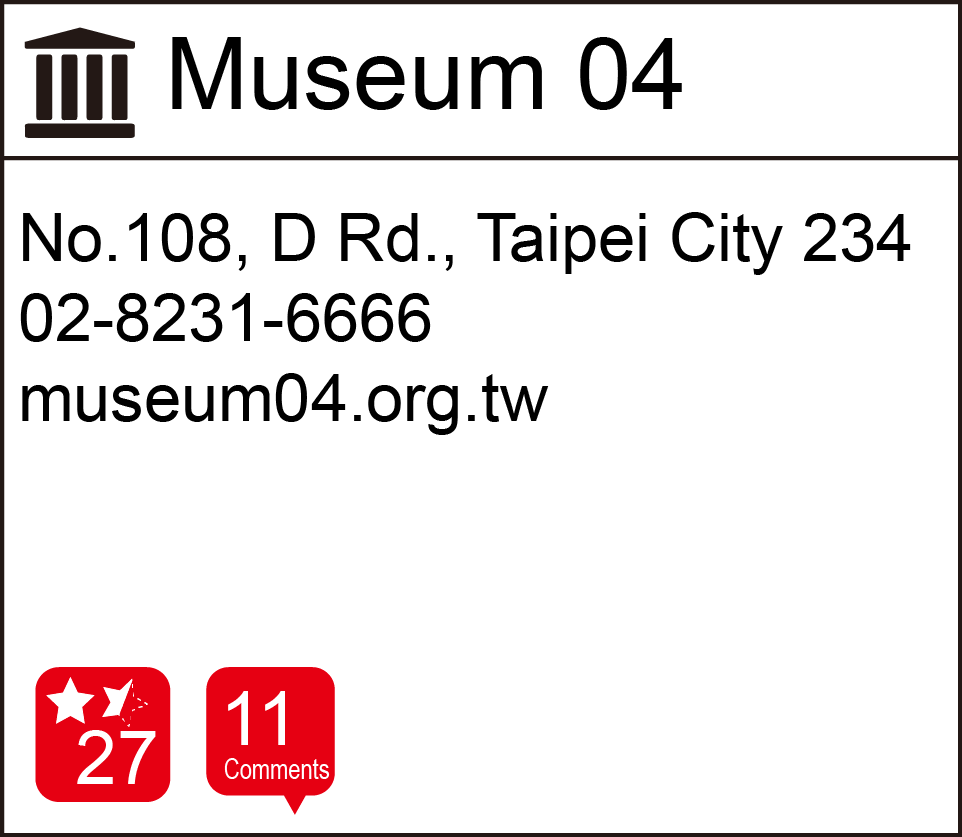 Museum 04
No.108, D Rd., Taipei City 234
02-8231-6666
museum04.org.tw
27
11
Comments